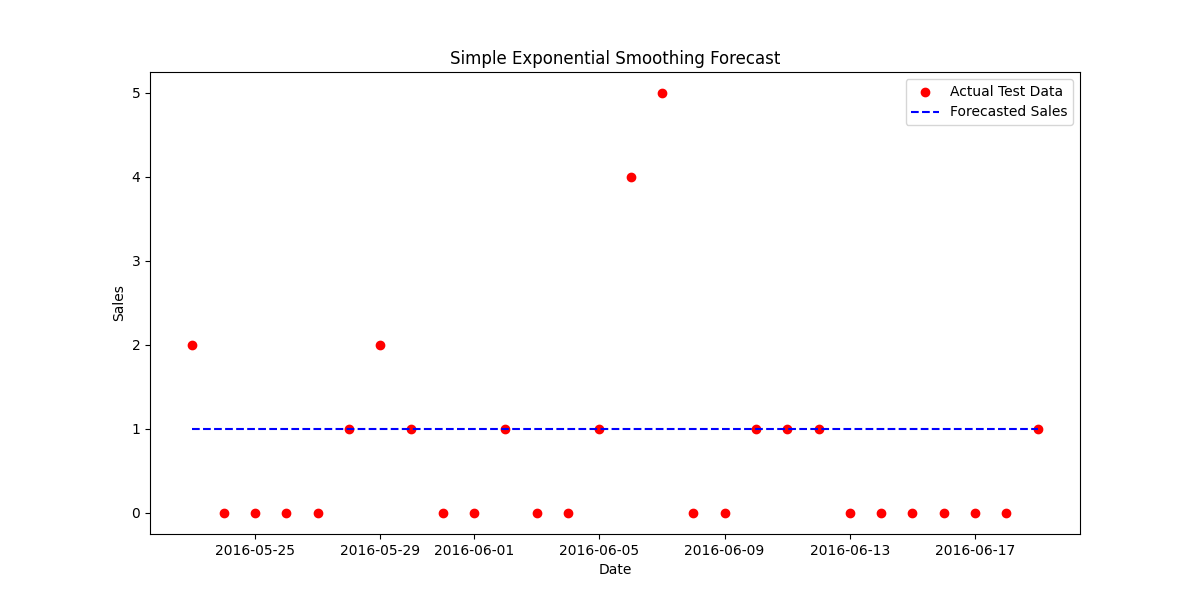 Simple Exponential Smoothing Forecast
Actual Test Data
Forecasted Sales
5
4
3
2
1
0
Sales
2016-05-25 2016-05-29 2016-06-01 2016-06-05 2016-06-09 2016-06-13 2016-06-17
Date